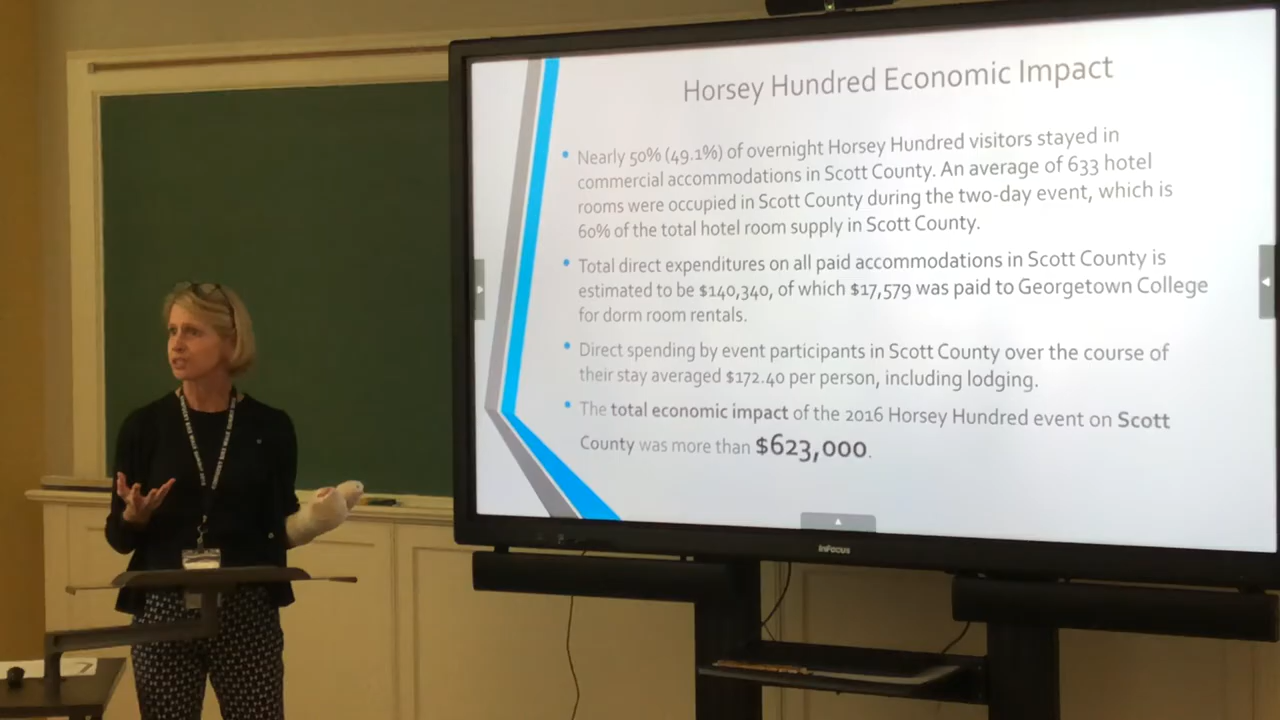 Horsey Hundred Economic Impact
• Nearly 50% (49.1%) of overnight Horsey Hundred visitors stayed in
commercial accommodations in Scott County. An average of 633 hotel
rooms were occupied in Scott County during the two-day event, which is
60% of the total hotel room supply in Scott County.
• Total direct expenditures on all paid accommodations in Scott County is
estimated to be $140,340, of which $17,579 was paid to Georgetown College
for dorm room rentals.
• Direct spending by event participants in Scott County over the course of
their stay averaged $172.40 per person, including lodging.
• The total economic impact of the 2016 Horsey Hundred event on Scott
County was more than $623,000.
InFocus